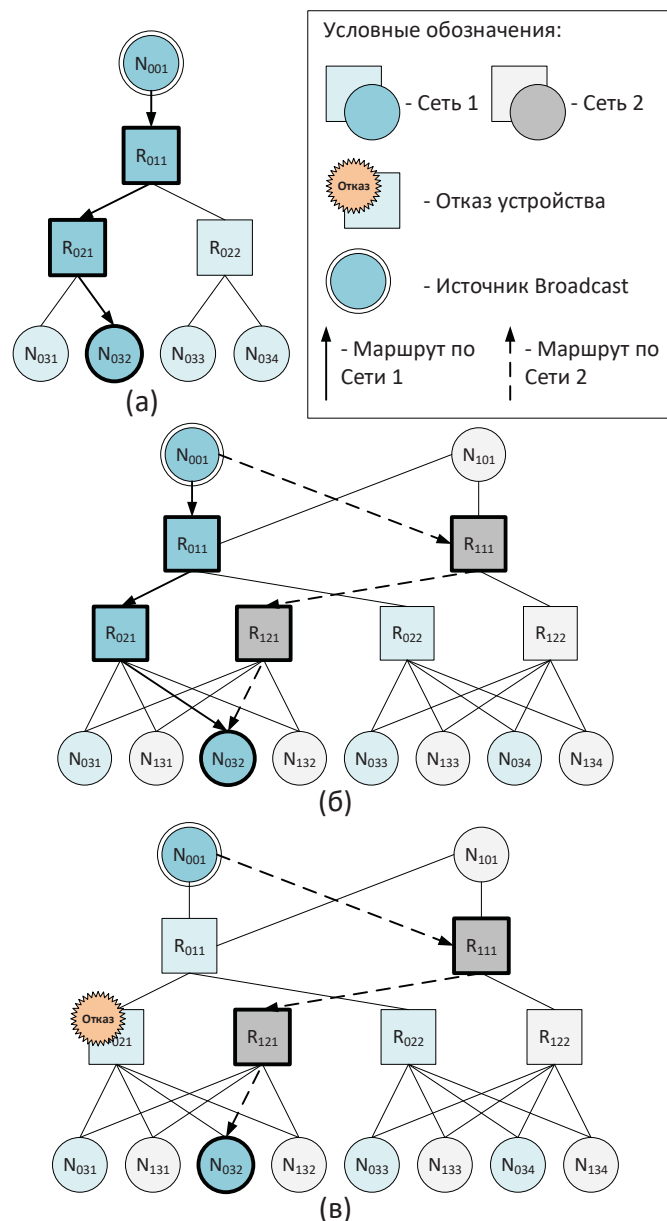 N001
R011
R021
R022
N031
N032
N033
N034
(а)
Условные обозначения:
- Сеть 1
- Сеть 2
Отказ
- Отказ устройства
- Источник Broadcast
- Маршрут по
Сети 1
- Маршрут по
Сети 2
N001
N101
R011
R111
R021
R121
R022
R122
N031
N131
N032
N132
N033
N133
N034
N134
(б)
N001
N101
R011
R111
Отказ
021
R121
R022
R122
N031
N131
N032
N132
N033
N133
N034
N134
(в)